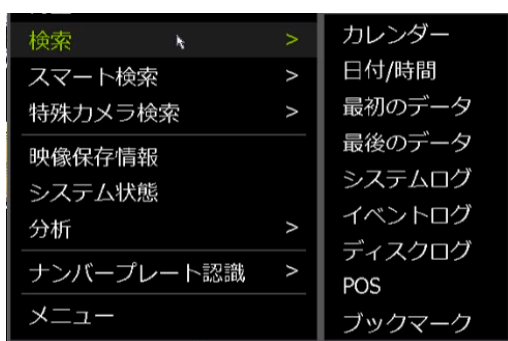 検索 >
スマート検索 >
特殊カメラ検索 >
映像保存情報
システム状態
分析 >
ナンバープレート認識 >
メニュー
カレンダー
日付/時間
最初のデータ
最後のデータ
システムログ
イベントログ
ディスクログ
POS
ブックマーク